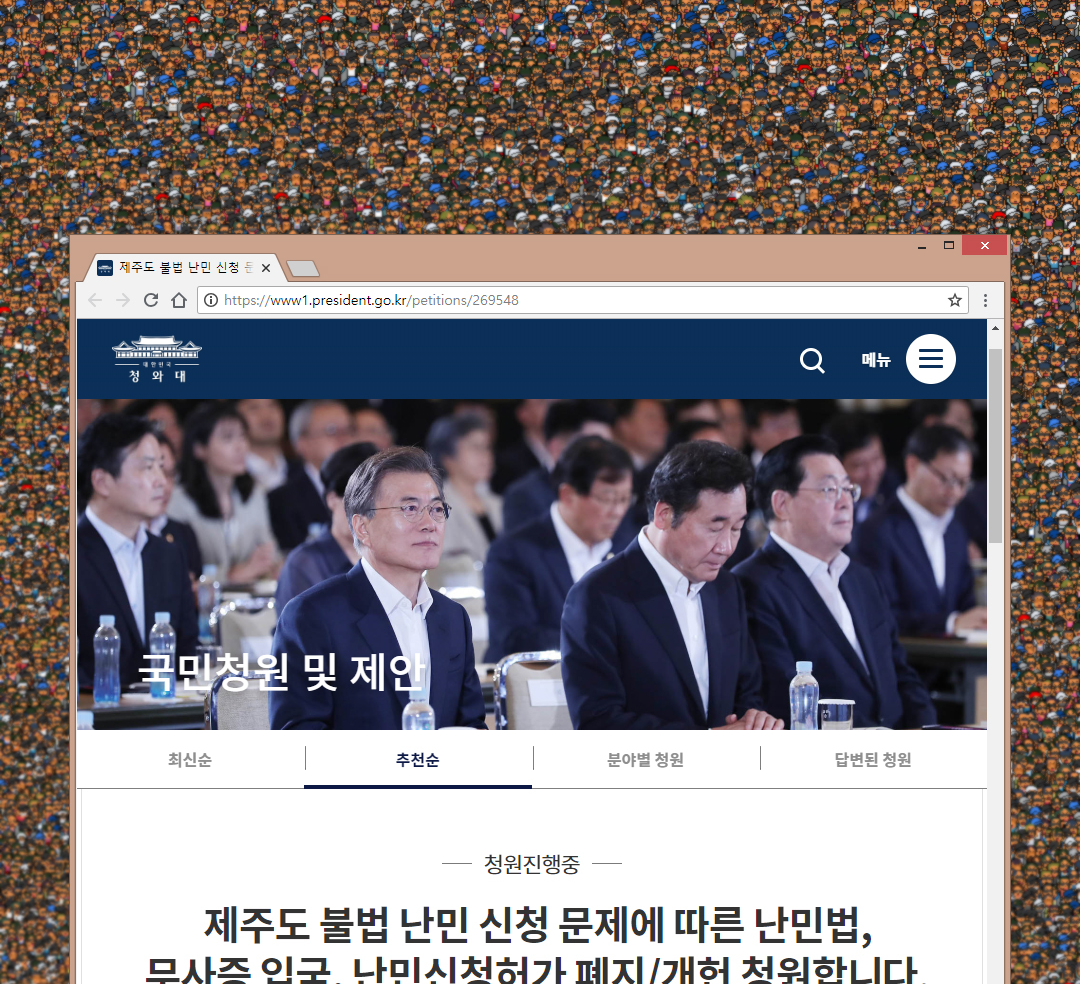 제주도 불법 난민 신청 문
https://www1.president.go.kr/petitions/269548
대한민국
청와대
메뉴
국민청원 및 제안
최신순
추천순
분야별 청원
답변된 청원
청원진행중
제주도 불법 난민 신청 문제에 따른 난민법,
무사증 입국, 난민신청허가 폐지/개헌 청원합니다.